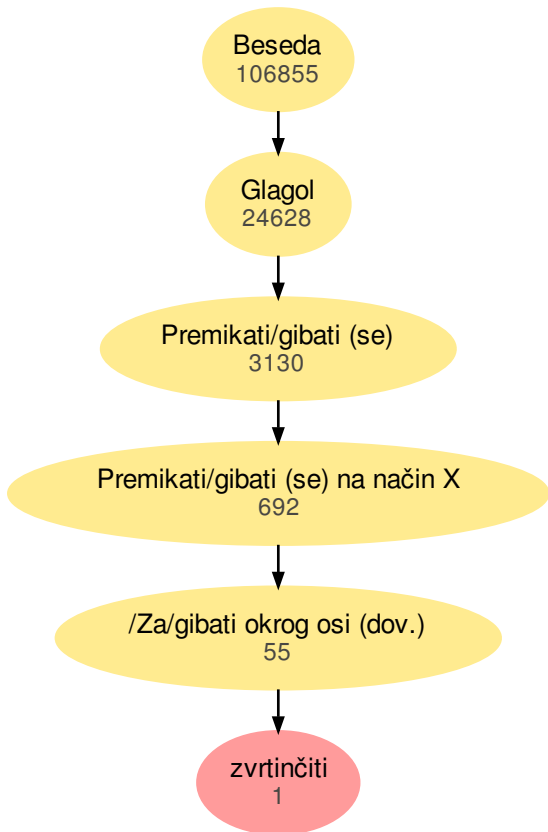 Beseda
106855
Glagol
24628
Premikati/gibati (se)
3130
Premikati/gibati (se) na način X
692
/Za/gibati okrog osi (dov.)
55
zvrtinčiti
1